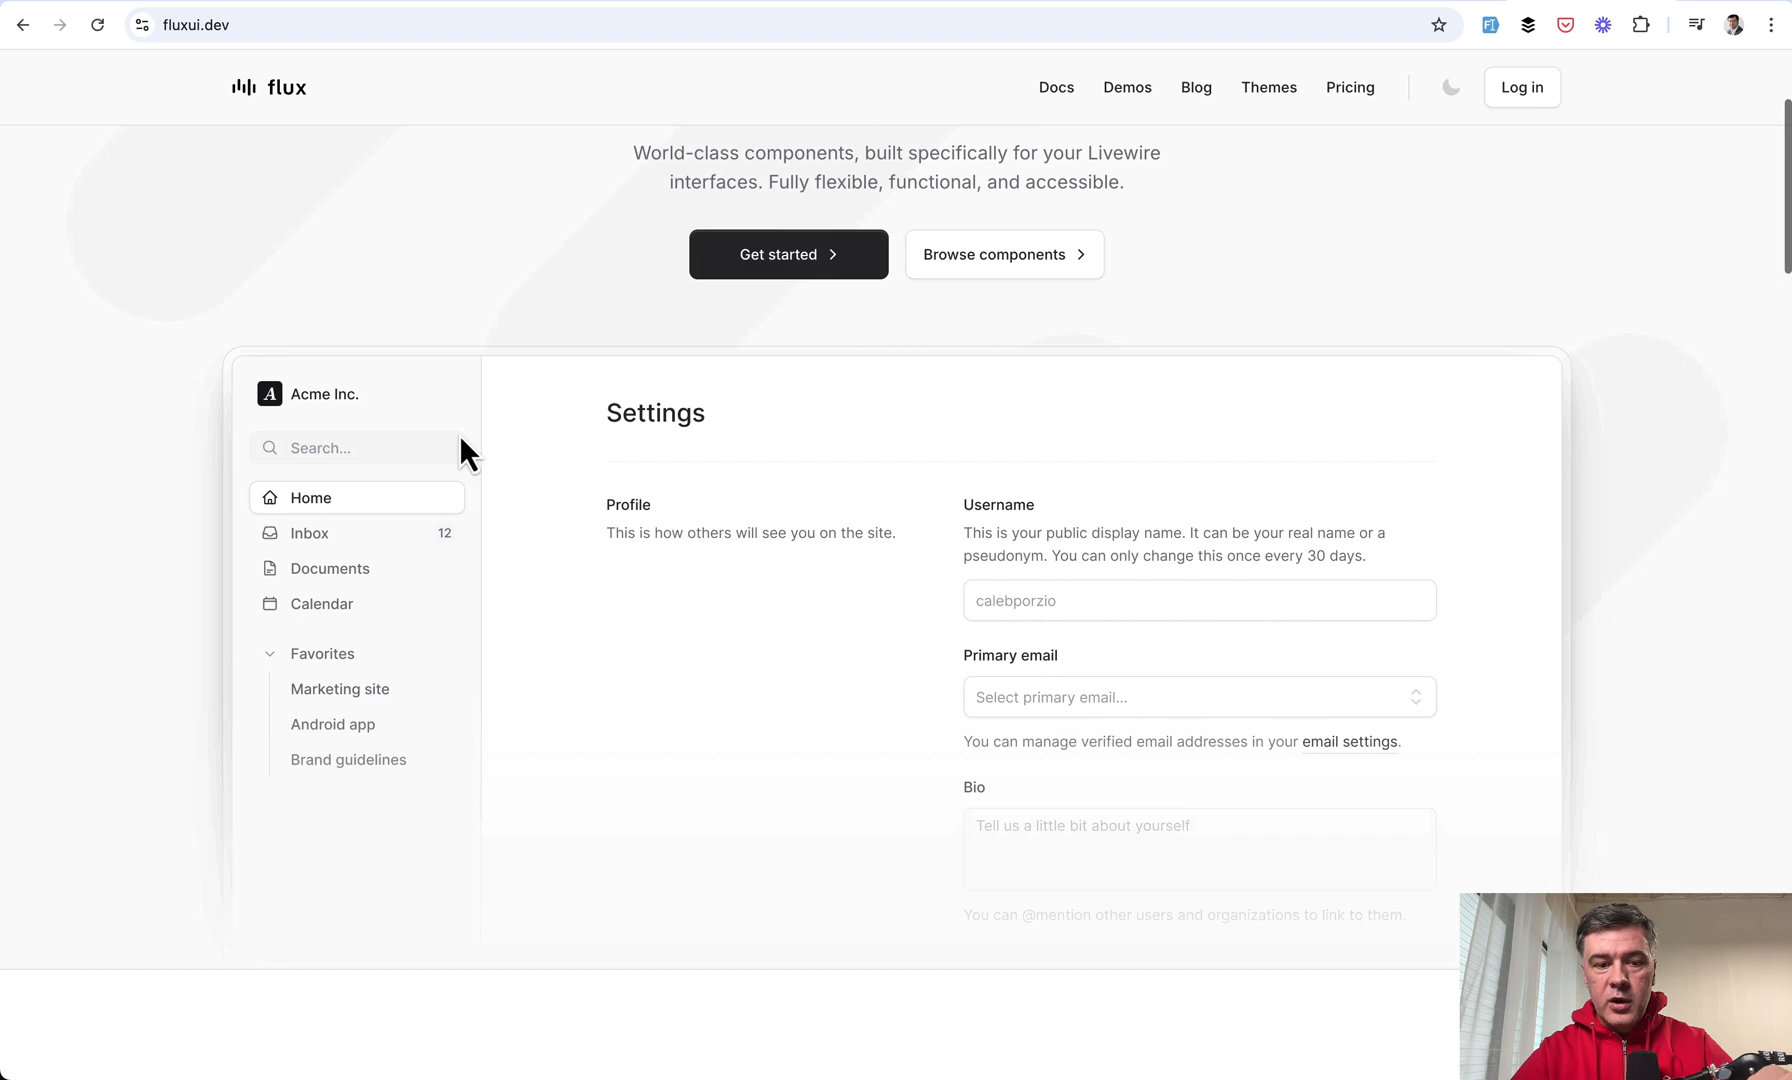 fluxui.dev
flux
Docs
Demos
Blog
Themes
Pricing
Log in
World-class components, built specifically for your Livewire
interfaces. Fully flexible, functional, and accessible.
Get started
Browse components
A
Acme Inc.
Search...
Home
Inbox
12
Documents
Calendar
Favorites
Marketing site
Android app
Brand guidelines
Settings
Profile
This is how others will see you on the site.
Username
This is your public display name. It can be your real name or a
pseudonym. You can only change this once every 30 days.
calebporzio
Primary email
Select primary email...
You can manage verified email addresses in your email settings.
Bio
Tell us a little bit about yourself
You can @mention other users and organizations to link to them.